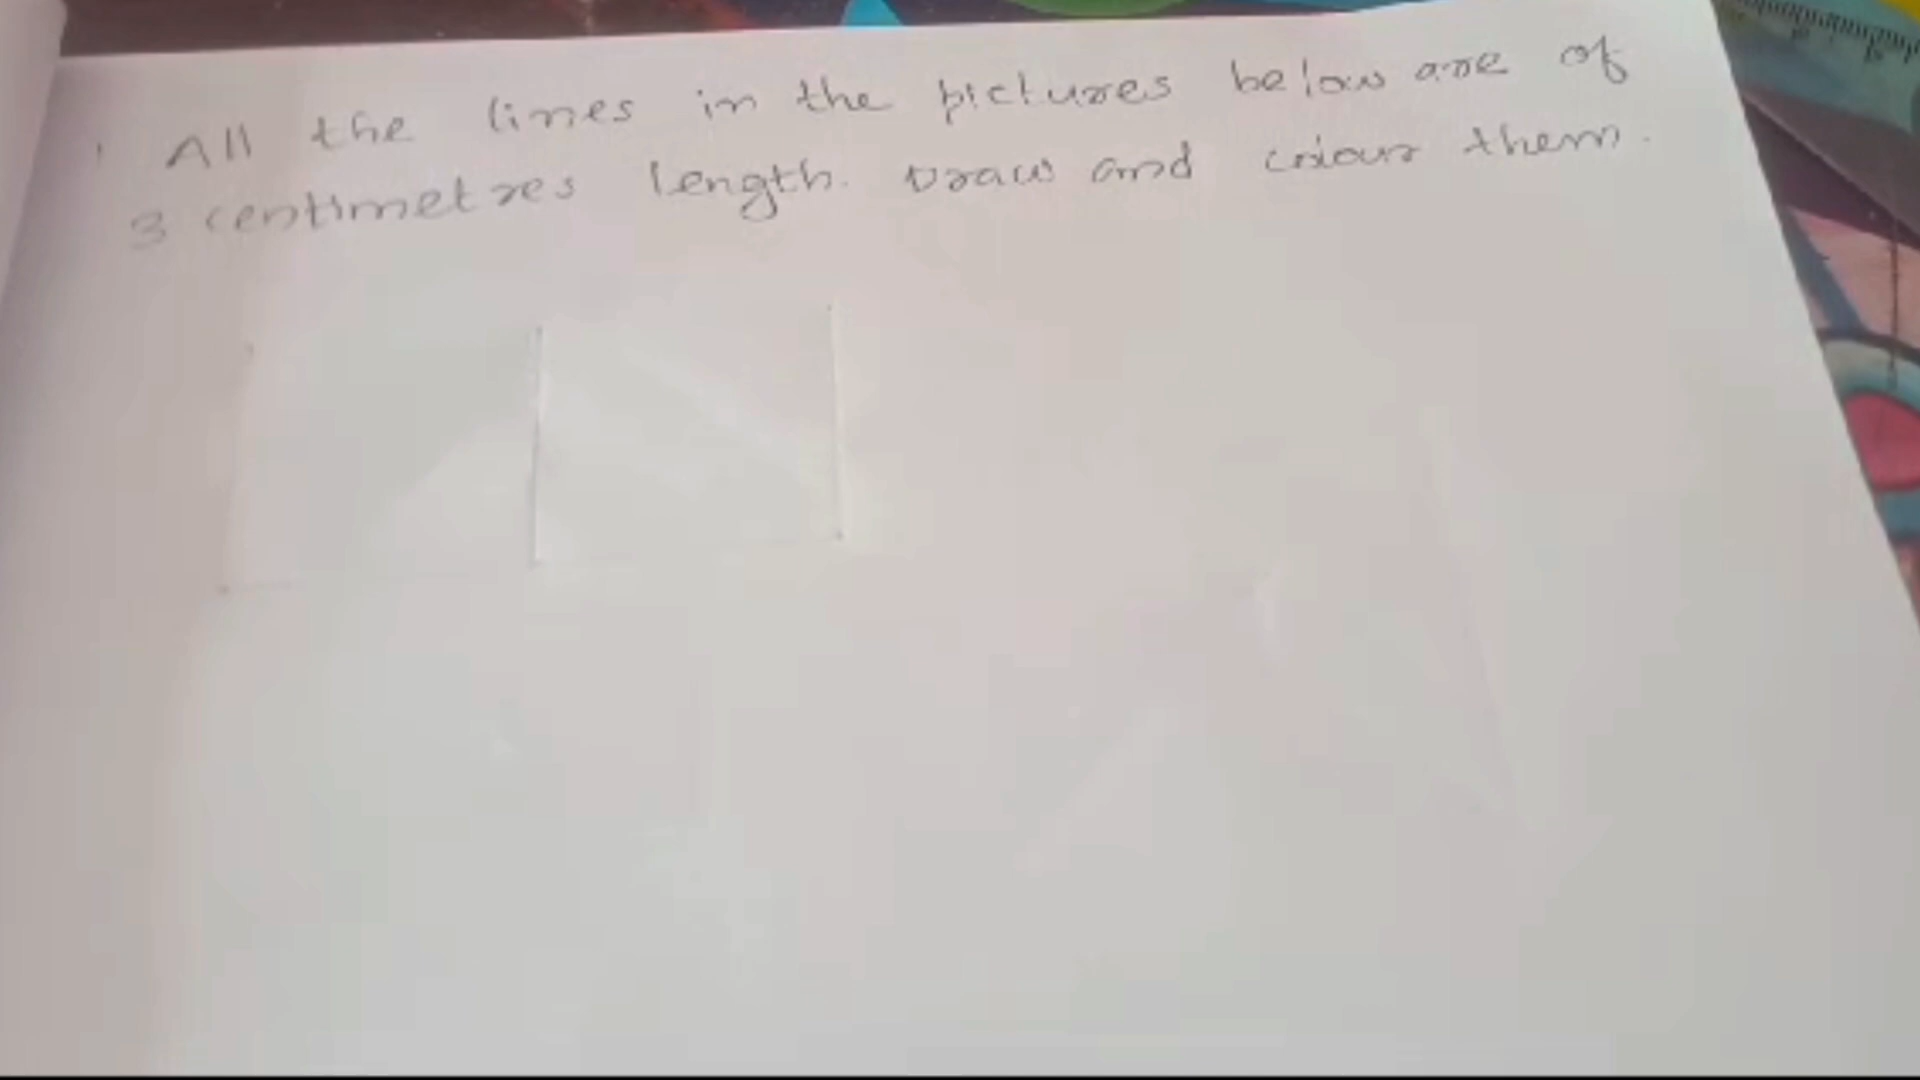 All the lines in the pictures below are of
3 centimetres length. Draw and colour them.